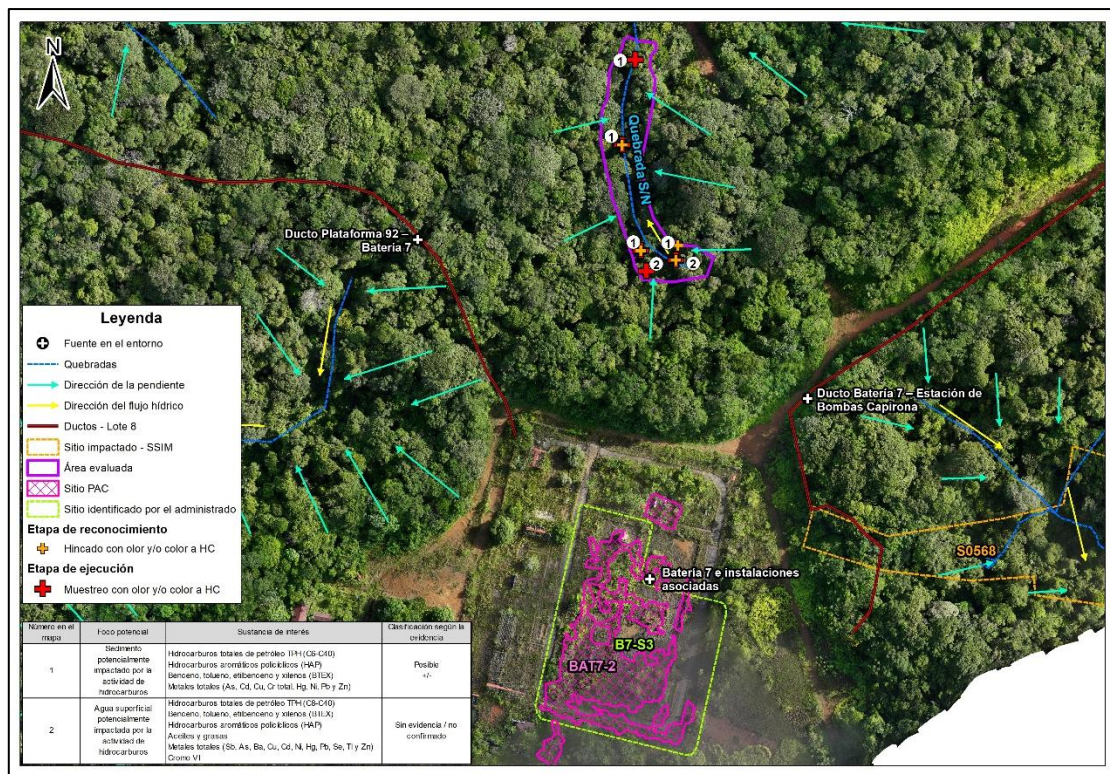 N
1
1
Quebrada S/N
1
1
2
2
Ducto Plataforma 92 –
Batería 7
Ducto Batería 7 – Estación de
Bombas Capirona
S0568
Batería 7 e instalaciones
asociadas
B7-S3
BAT7-2
Leyenda
Fuente en el entorno
Quebradas
Dirección de la pendiente
Dirección del flujo hídrico
Ductos - Lote 8
Sitio impactado - SSIM
Área evaluada
Sitio PAC
Sitio identificado por el administrado
Etapa de reconocimiento
Hincado con olor y/o color a HC
Etapa de ejecución
Muestreo con olor y/o color a HC
Número en el
mapa
Foco potencial
Sustancia de interés
Clasificación según la
evidencia
1
Sedimento
potencialmente
impactado por la
actividad de
hidrocarburos
Hidrocarburos totales de petróleo TPH (C6-C40)
Hidrocarburos aromáticos policíclicos (HAP)
Benceno, tolueno, etilbenceno y xilenos (BTEX)
Metales totales (As, Cd, Cu, Cr total, Hg, Ni, Pb y Zn)
Posible
+/-
2
Agua superficial
potencialmente
impactada por la
actividad de
hidrocarburos
Hidrocarburos totales de petróleo TPH (C8-C40)
Benceno, tolueno, etilbenceno y xilenos (BTEX)
Hidrocarburos aromáticos policíclicos (HAP)
Aceites y grasas
Metales totales (Sb, As, Ba, Cu, Cd, Ni, Hg, Pb, Se, Tl y Zn)
Cromo VI
Sin evidencia / no
confirmado